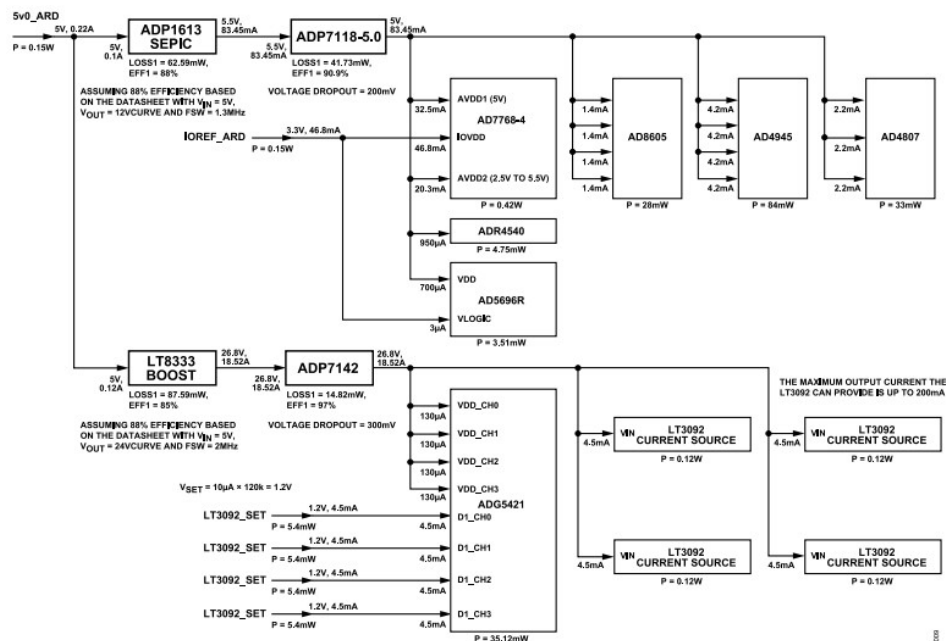 5v0_ARD
5V, 0.22A
P = 0.15W
5V,
0.1A
ADP1613
SEPIC
5.5V,
83.45mA
LOSS1 = 62.59mW,
EFF1 = 88%
ASSUMING 88% EFFICIENCY BASED
ON THE DATASHEET WITH VIN = 5V,
VOUT = 12VCURVE AND FSW = 1.3MHz
5.5V,
83.45mA
ADP7118-5.0
5V,
83.45mA
LOSS1 = 41.73mW,
EFF1 = 90.9%
VOLTAGE DROPOUT = 200mV
IOREF_ARD
3.3V, 46.8mA
P = 0.15W
32.5mA
AVDD1 (5V)
AD7768-4
46.8mA
IOVDD
20.3mA
AVDD2 (2.5V TO 5.5V)
P = 0.42W
1.4mA
1.4mA
1.4mA
1.4mA
AD8605
P = 28mW
4.2mA
4.2mA
4.2mA
4.2mA
AD4945
P = 84mW
2.2mA
2.2mA
2.2mA
AD4807
P = 33mW
950µA
ADR4540
P = 4.75mW
700µA
VDD
AD5696R
VLOGIC
3µA
P = 3.51mW
5V,
0.12A
LT8333
BOOST
26.8V,
18.52A
LOSS1 = 87.59mW,
EFF1 = 85%
ASSUMING 88% EFFICIENCY BASED
ON THE DATASHEET WITH VIN = 5V,
VOUT = 24VCURVE AND FSW = 2MHz
26.8V,
18.52A
ADP7142
26.8V,
18.52A
LOSS1 = 14.82mW,
EFF1 = 97%
VOLTAGE DROPOUT = 300mV
130µA
VDD_CH0
130µA
VDD_CH1
130µA
VDD_CH2
130µA
VDD_CH3
ADG5421
VSET = 10µA × 120k = 1.2V
LT3092_SET
1.2V, 4.5mA
P = 5.4mW
4.5mA
D1_CH0
LT3092_SET
1.2V, 4.5mA
P = 5.4mW
4.5mA
D1_CH1
LT3092_SET
1.2V, 4.5mA
P = 5.4mW
4.5mA
D1_CH2
LT3092_SET
1.2V, 4.5mA
P = 5.4mW
4.5mA
D1_CH3
P = 35.12mW
THE MAXIMUM OUTPUT CURRENT THE
LT3092 CAN PROVIDE IS UP TO 200mA
4.5mA
VIN
LT3092
CURRENT SOURCE
P = 0.12W
4.5mA
VIN
LT3092
CURRENT SOURCE
P = 0.12W
4.5mA
VIN
LT3092
CURRENT SOURCE
P = 0.12W
4.5mA
VIN
LT3092
CURRENT SOURCE
P = 0.12W